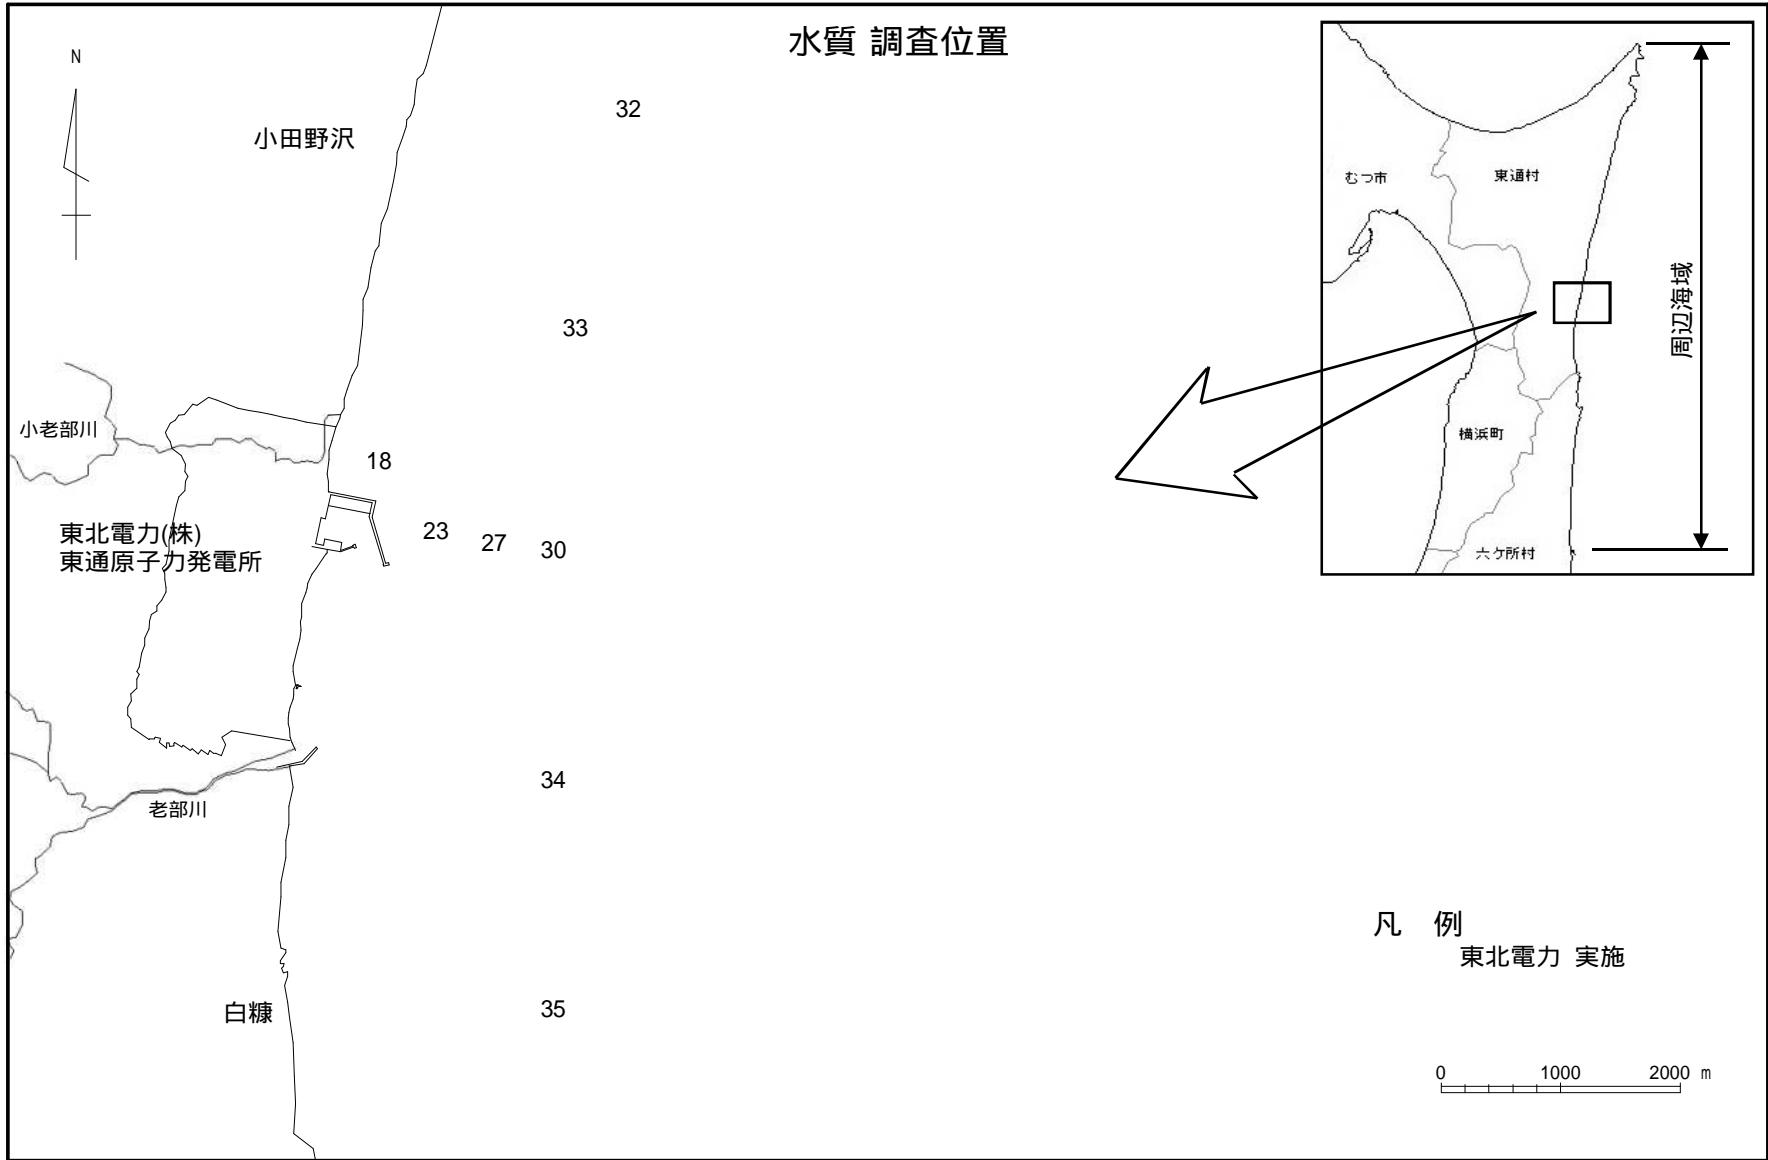 水質 調査位置
N
32
小田野沢
33
小老部川
18
東北電力(株)
東通原子力発電所
23
27
30
34
老部川
35
白糠
むつ市
東通村
周辺海域
横浜町
六ケ所村
凡 例
東北電力 実施
0 1000 2000 m